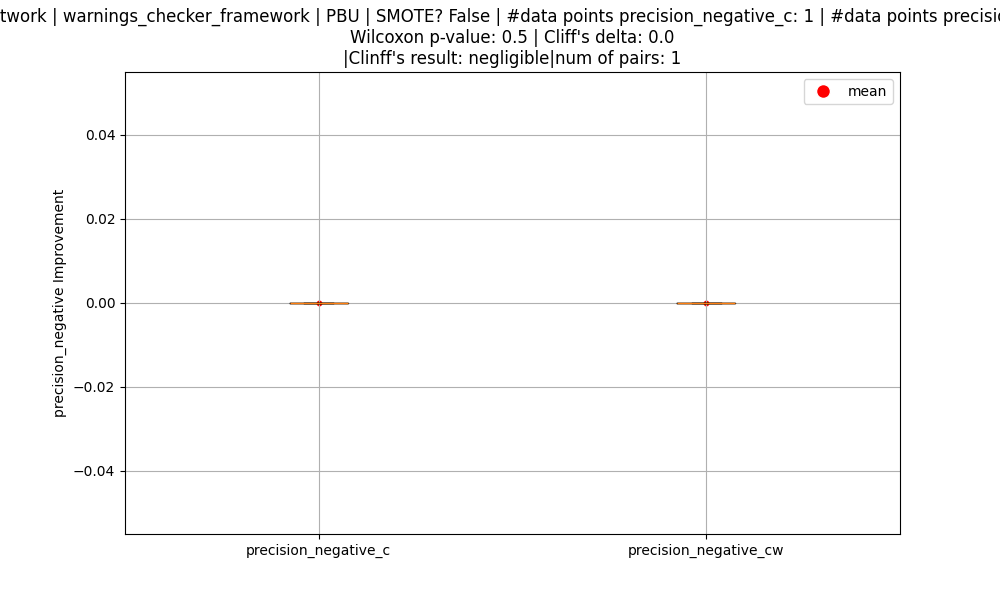 twork | warnings_checker_framework | PBU | SMOTE? False | #data points precision_negative_c: 1 | #data points precisio
Wilcoxon p-value: 0.5 | Cliff's delta: 0.0
|Clinff's result: negligible|num of pairs: 1
mean
0.04
0.02
0.00
−0.02
−0.04
precision_negative Improvement
precision_negative_c
precision_negative_cw